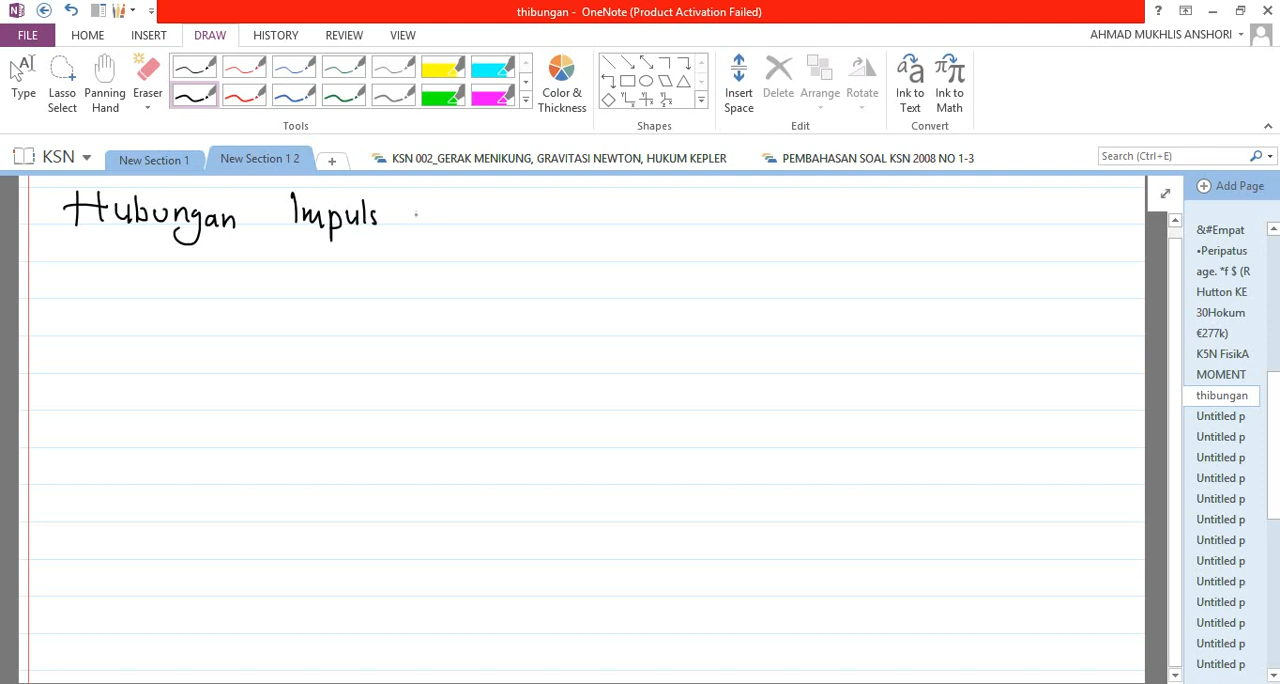 thibungan - OneNote (Product Activation Failed)
FILE HOME INSERT DRAW HISTORY REVIEW VIEW
AHMAD MUKHLIS ANSHORI
Type Lasso Select Panning Hand Eraser
Color & Thickness
Insert Space Delete Arrange Rotate
Ink to Text Ink to Math
Tools Shapes Edit Convert
KSN New Section 1 New Section 1 2 KSN 002_GERAK MENIKUNG, GRAVITASI NEWTON, HUKUM KEPLER PEMBAHASAN SOAL KSN 2008 NO 1-3 Search (Ctrl+E)
Hubungan Impuls
Add Page
&#Empat
•Peripatus
age. *f $ (R
Hutton KE
30Hokum
€277k)
K5N FisikA
MOMENT
thibungan
Untitled p
Untitled p
Untitled p
Untitled p
Untitled p
Untitled p
Untitled p
Untitled p
Untitled p
Untitled p
Untitled p
Untitled p
Untitled p